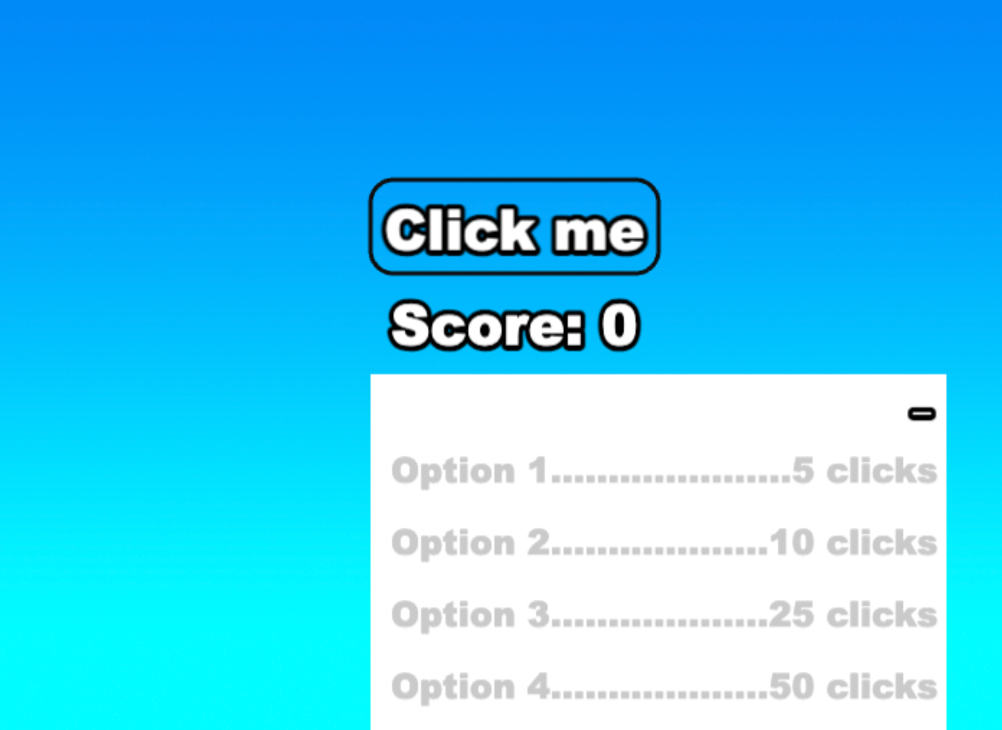 Click me
Score: 0
Option 1.....................5 clicks
Option 2...................10 clicks
Option 3...................25 clicks
Option 4...................50 clicks